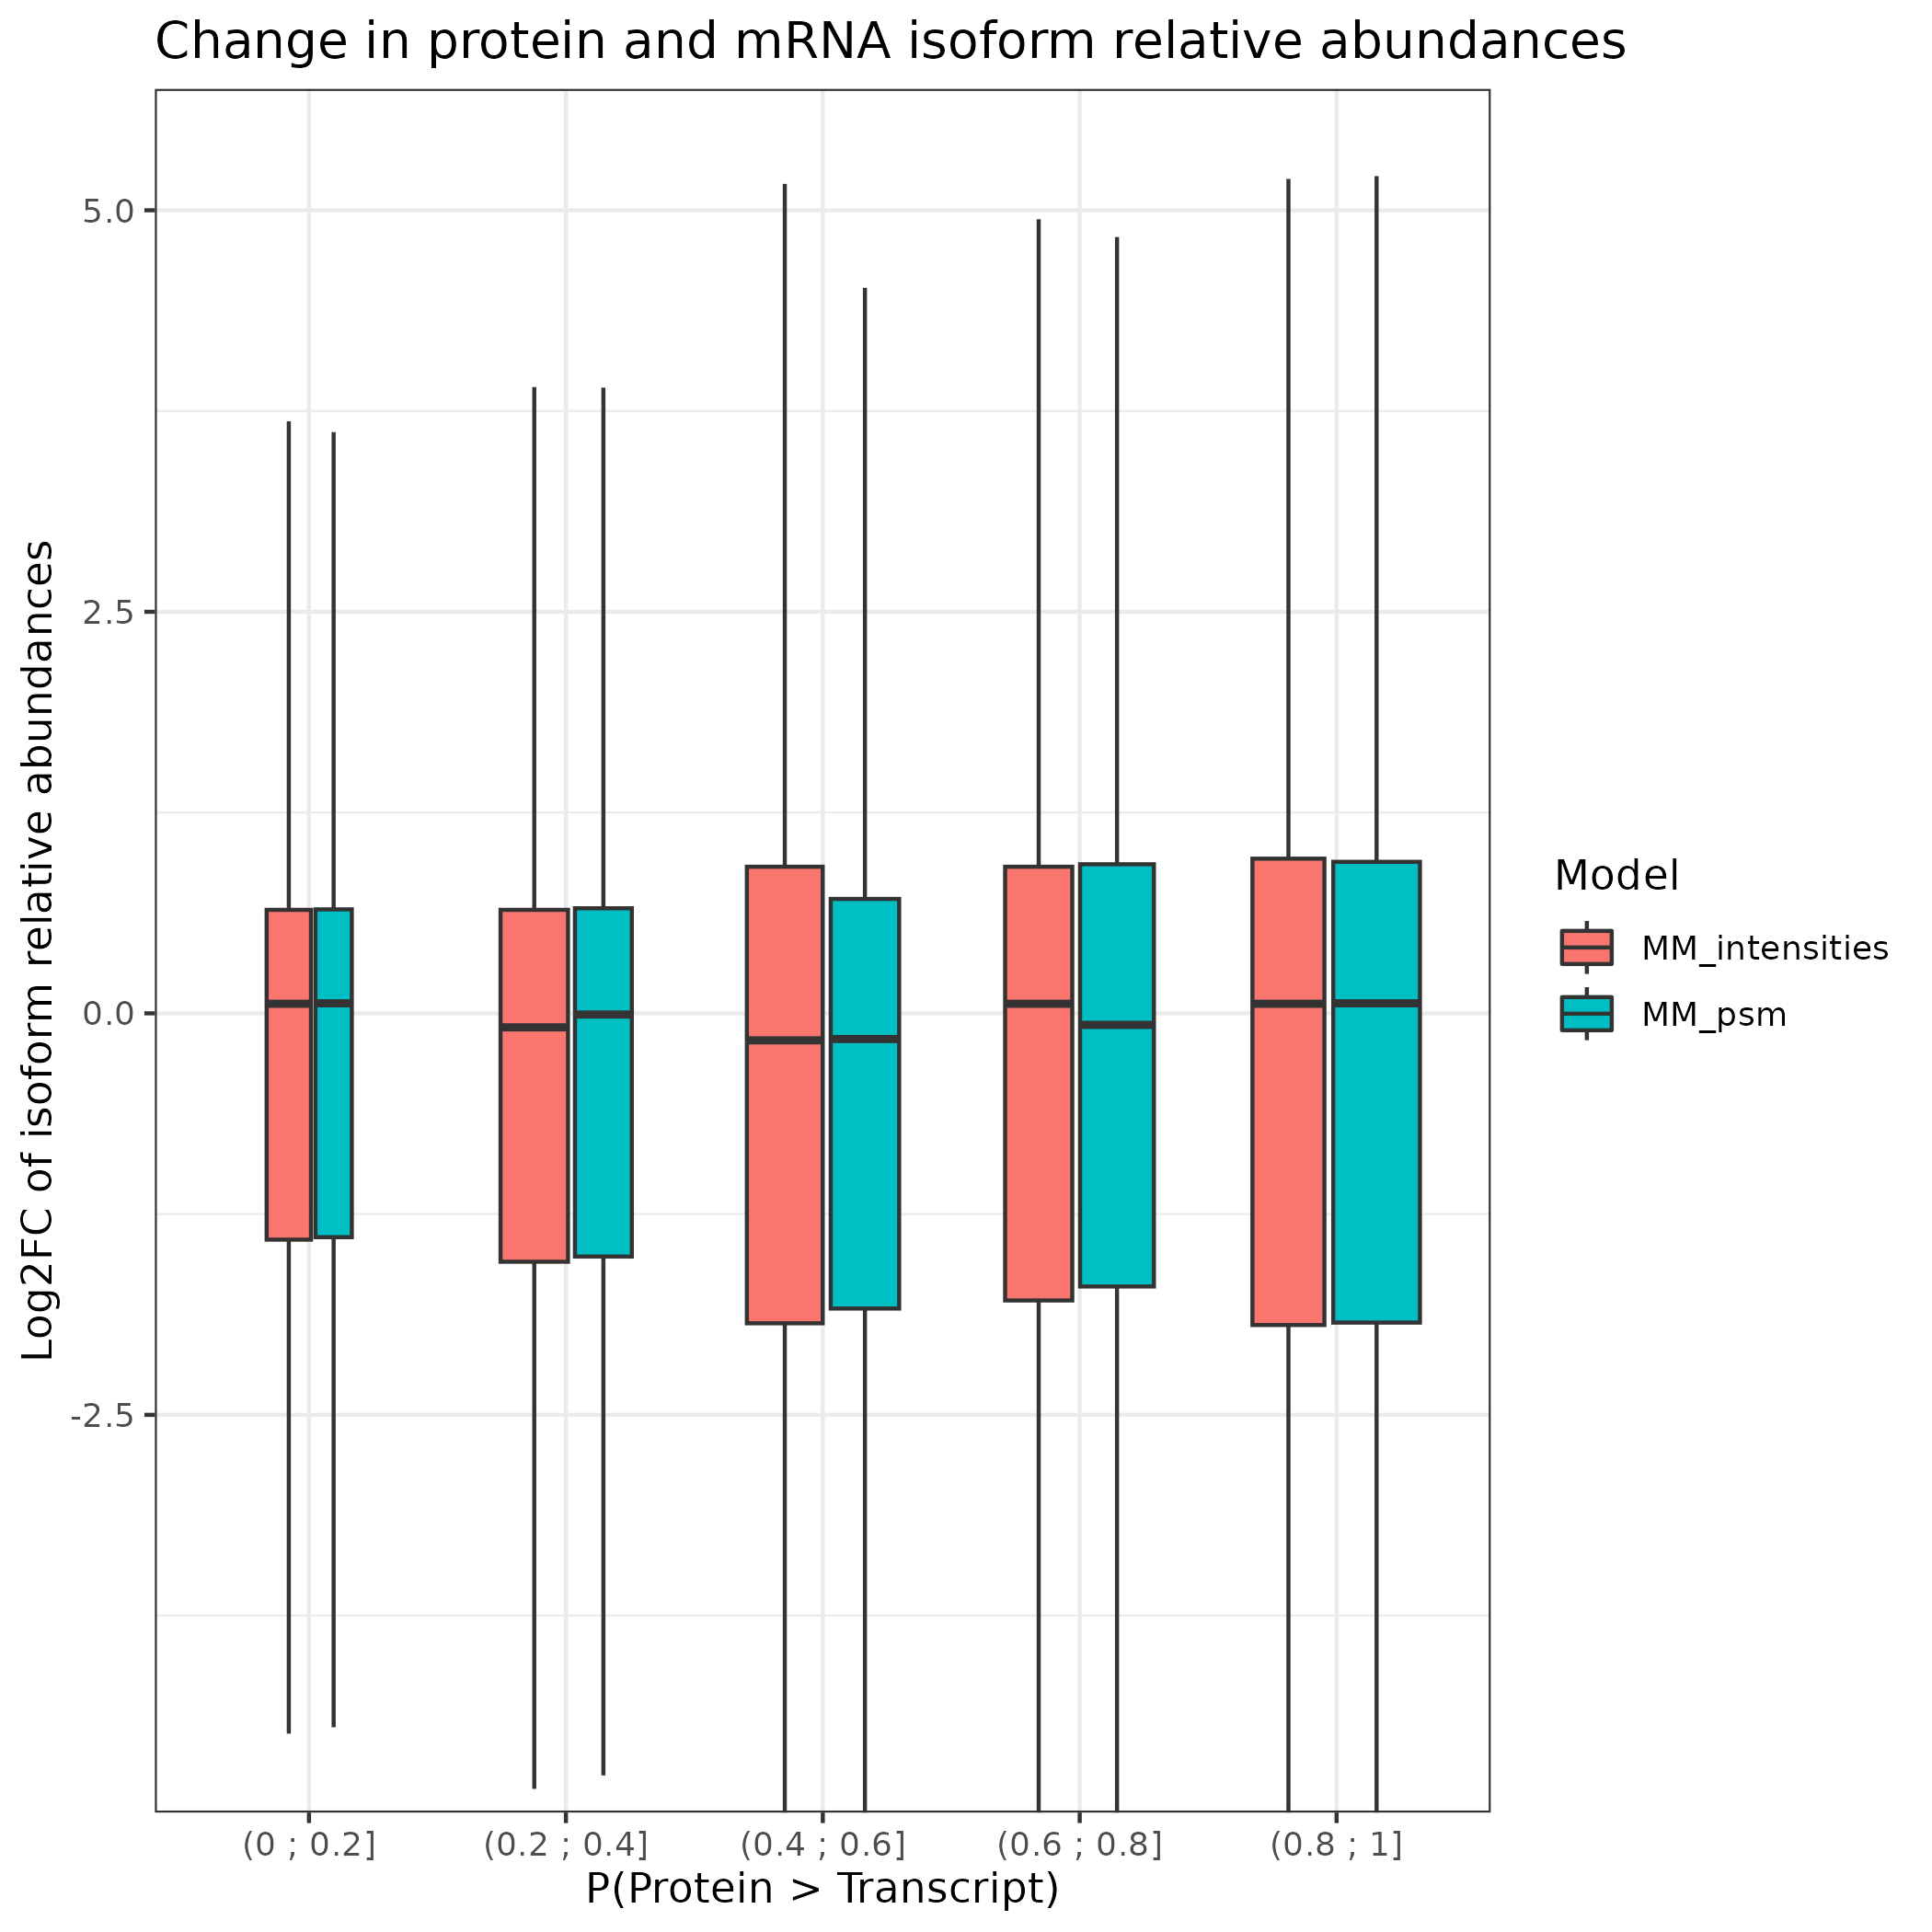 Change in protein and mRNA isoform relative abundances
Log2FC of isoform relative abundances
5.0
2.5
0.0
-2.5
(0 ; 0.2]
(0.2 ; 0.4]
(0.4 ; 0.6]
(0.6 ; 0.8]
(0.8 ; 1]
P(Protein > Transcript)
Model
MM_intensities
MM_psm